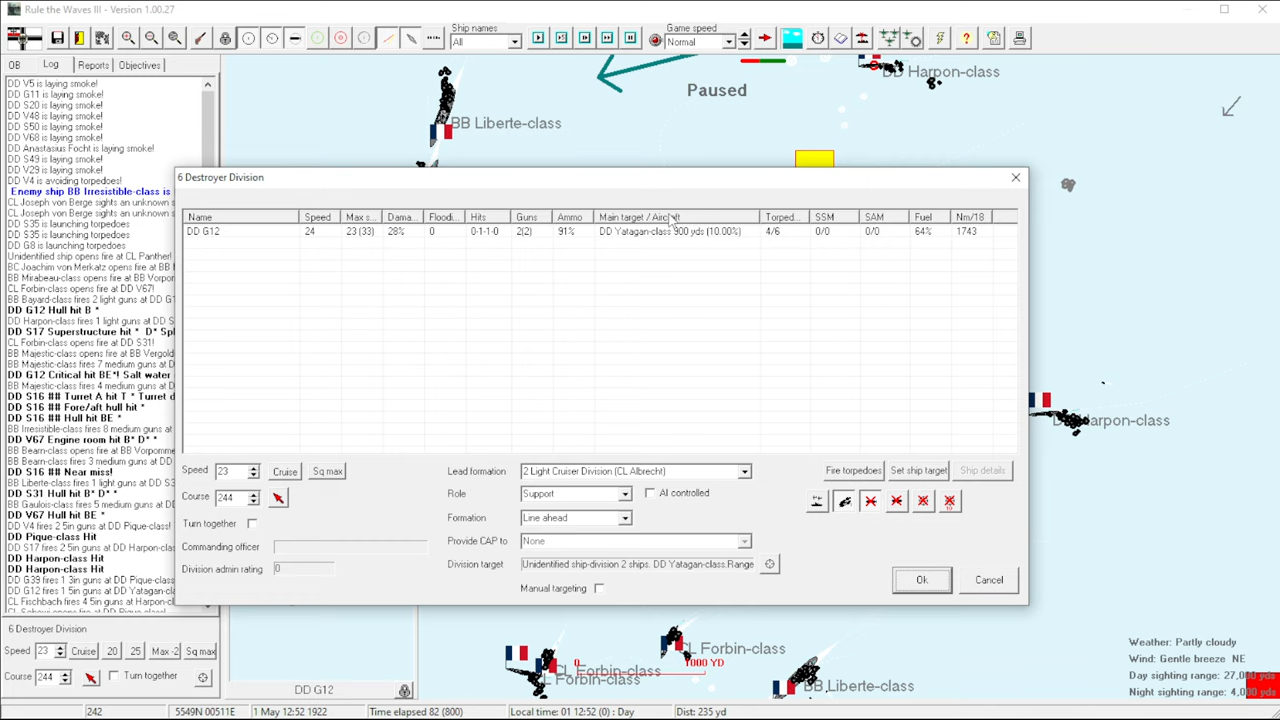 Rule the Waves III - Version 1.00.27
Ship names
All
Game speed
Normal
OB
Log
Reports
Objectives
DD V5 is laying smoke!
DD G11 is laying smoke!
DD S20 is laying smoke!
DD V48 is laying smoke!
DD S50 is laying smoke!
DD V68 is laying smoke!
DD Anastasius Focht is laying smoke!
DD S49 is laying smoke!
DD V29 is laying smoke!
DD V4 is avoiding torpedoes!
Enemy ship BB Irresistible-class is
CL Joseph von Berge sights an unknown s
CL Joseph von Berge sights an unknown s
DD S35 is launching torpedoes
DD S35 is launching torpedoes
DD G8 is launching torpedoes
Unidentified ship opens fire at CL Panther!
BC Joachim von Merkatz opens fire at BB
BB Mirabeau-class opens fire at BB Vorpom
CL Forbin-class opens fire at DD V67!
BB Bayard-class fires 2 light guns at DD G1
DD G12 Hull hit B *
DD Harpon-class fires 1 light guns at DD S
DD S17 Superstructure hit * D* Spl
CL Forbin-class opens fire at DD S31!
BB Majestic-class opens fire at BB Vergold
BB Majestic-class fires 7 medium guns at DD
DD G12 Critical hit BE*! Salt water
BB Majestic-class fires 4 medium guns at DD
DD S16 ## Turret A hit T * Turret d
DD S16 ## Fore/aft hull hit *
DD S16 ## Hull hit BE *
BB Irresistible-class fires 8 medium guns at
DD V67 Engine room hit B* D* *
BB Bearn-class opens fire at BB Vorpomme
BB Bearn-class fires 3 medium guns at DD
DD S16 ## Near miss!
BB Liberte-class fires 1 medium guns at DD
DD S31 Hull hit B* D* *
BB Gaulois-class fires 5 medium guns at DD
DD V67 Hull hit BE *
DD V4 fires 2 5in guns at DD Pique-class!
DD Pique-class Hit
DD S17 fires 2 5in guns at DD Harpon-class
DD Harpon-class Hit
DD Harpon-class Hit
DD G39 fires 1 3in guns at DD Pique-class
DD G12 fires 1 5in guns at DD Yatagan-clas
CL Fischbach fires 4 5in guns at Harpon-c
6 Destroyer Division
Speed 23 Cruise 20 25 Max -2 Sq max
Course 244 Turn together
Paused
DD Harpon-class
BB Liberte-class
6 Destroyer Division
Name Speed Max s... Dama... Floodi... Hits Guns Ammo Main target / Aircraft Torped... SSM SAM Fuel Nm/18
DD G12 24 23 (33) 28% 0 0-1-1-0 2(2) 91% DD Yatagan-class 900 yds (10.00%) 4/6 0/0 0/0 64% 1743
Speed 23 Cruise Sq max
Course 244
Turn together
Commanding officer
Division admin rating 0
Lead formation 2 Light Cruiser Division (CL Albrecht)
Role Support AI controlled
Formation Line ahead
Provide CAP to None
Division target Unidentified ship-division 2 ships. DD Yatagan-class.Range
Manual targeting
Fire torpedoes Set ship target Ship details
Ok Cancel
Harpon-class
CL Forbin-class
CL Forbin-class
Forbin-class
0
1000 YD
BB Liberte-class
Weather: Partly cloudy
Wind: Gentle breeze NE
Day sighting range: 27,000 yds
Night sighting range: 4,000 yds
DD G12
242 5549N 00511E 1 May 12:52 1922 Time elapsed 82 (800) Local time: 01 12:52 (0) : Day Dist: 235 yd